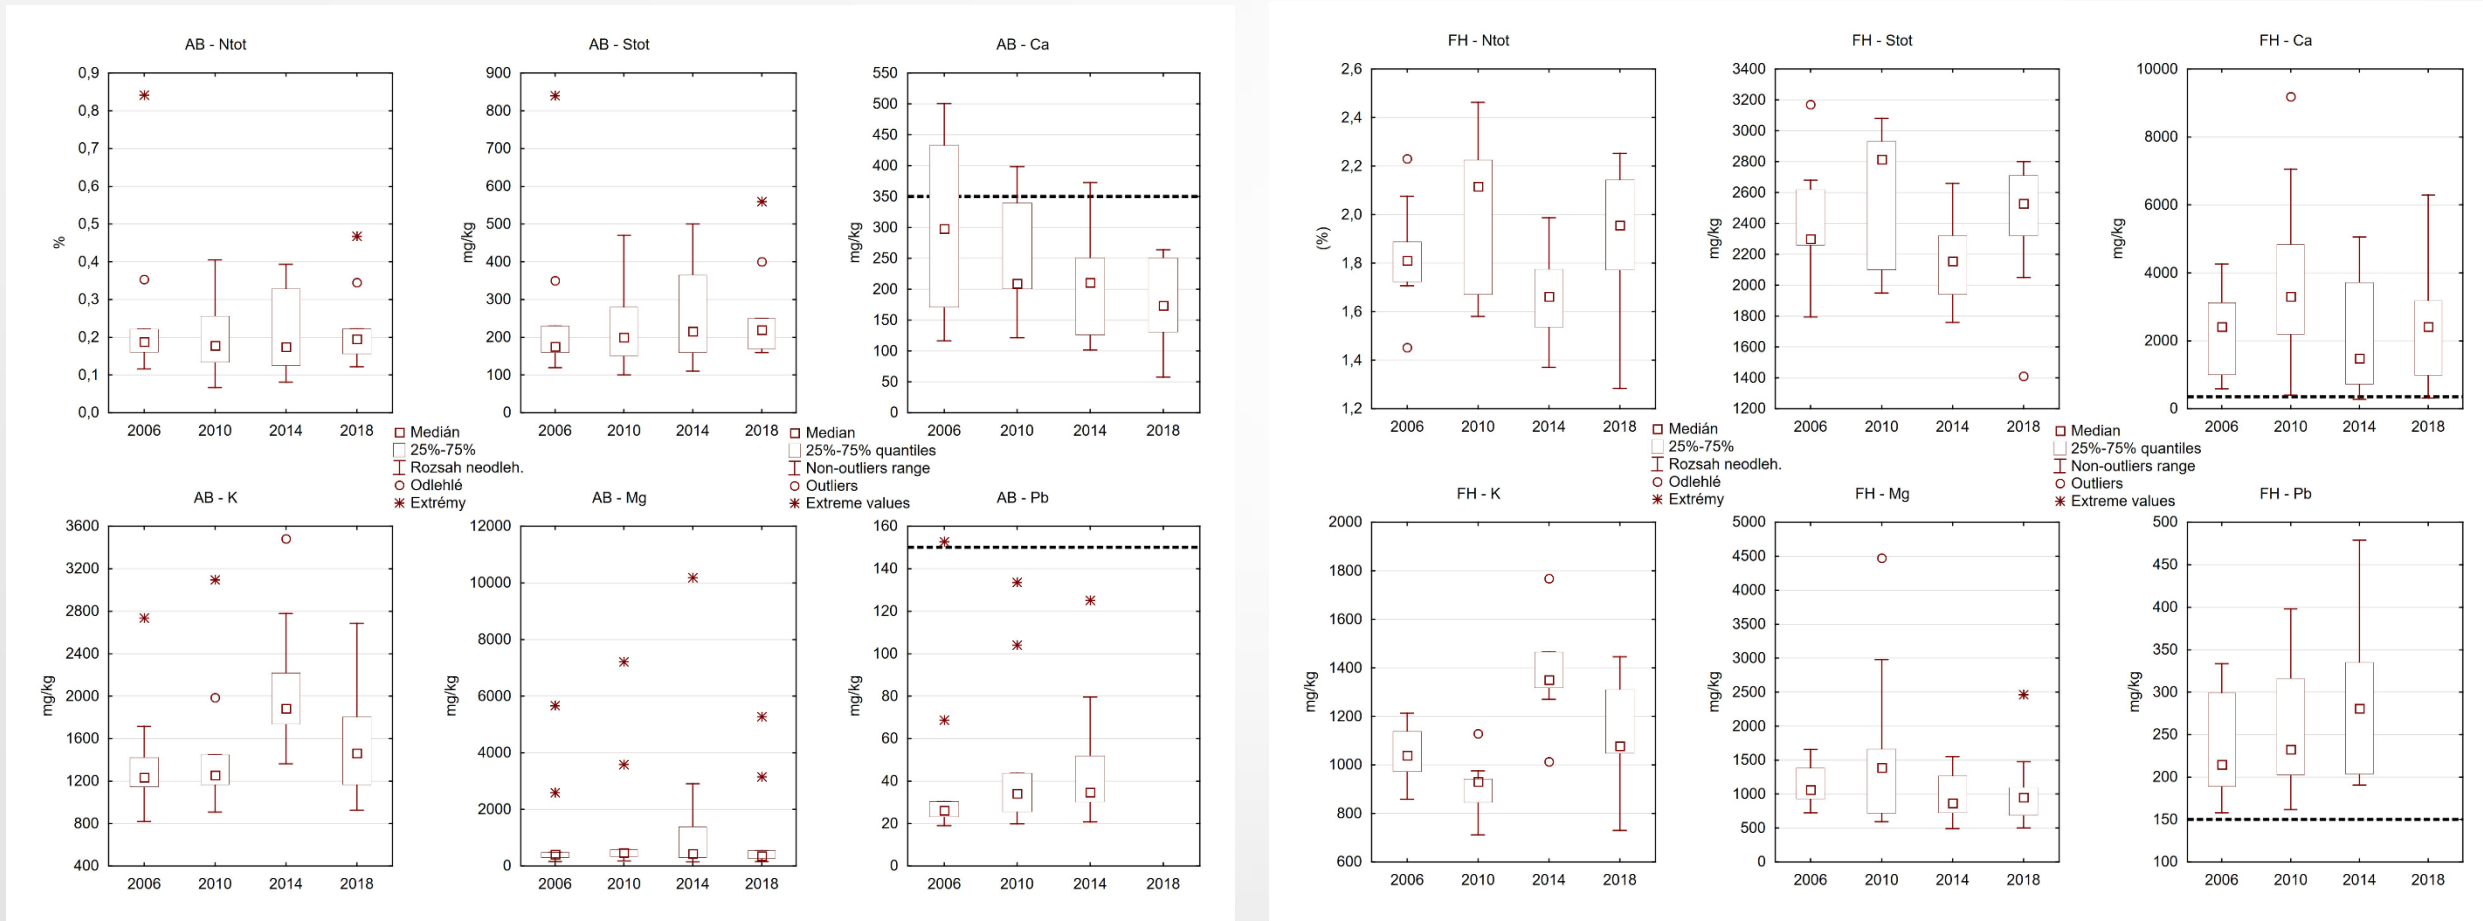 AB - Ntot
0,9
0,8
0,7
0,6
0,5
0,4
0,3
0,2
0,1
0,0
%
2006 2010 2014 2018
AB - Stot
900
800
700
600
500
400
300
200
100
0
mg/kg
2006 2010 2014 2018
AB - Ca
550
500
450
400
350
300
250
200
150
100
50
0
mg/kg
2006 2010 2014 2018
Medián
25%-75%
Rozsah neodleh.
Odlehlé
Extrémy
Median
25%-75% quantiles
Non-outliers range
Outliers
Extreme values
AB - K
3600
3200
2800
2400
2000
1600
1200
800
400
mg/kg
2006 2010 2014 2018
AB - Mg
12000
10000
8000
6000
4000
2000
0
mg/kg
2006 2010 2014 2018
AB - Pb
160
140
120
100
80
60
40
20
0
mg/kg
2006 2010 2014 2018
FH - Ntot
2,6
2,4
2,2
2,0
1,8
1,6
1,4
1,2
(%)
2006 2010 2014 2018
FH - Stot
3400
3200
3000
2800
2600
2400
2200
2000
1800
1600
1400
1200
mg/kg
2006 2010 2014 2018
FH - Ca
10000
8000
6000
4000
2000
0
mg/kg
2006 2010 2014 2018
Medián
25%-75%
Rozsah neodleh.
Odlehlé
Extrémy
Median
25%-75% quantiles
Non-outliers range
Outliers
Extreme values
FH - K
2000
1800
1600
1400
1200
1000
800
600
mg/kg
2006 2010 2014 2018
FH - Mg
5000
4500
4000
3500
3000
2500
2000
1500
1000
500
0
mg/kg
2006 2010 2014 2018
FH - Pb
500
450
400
350
300
250
200
150
100
mg/kg
2006 2010 2014 2018